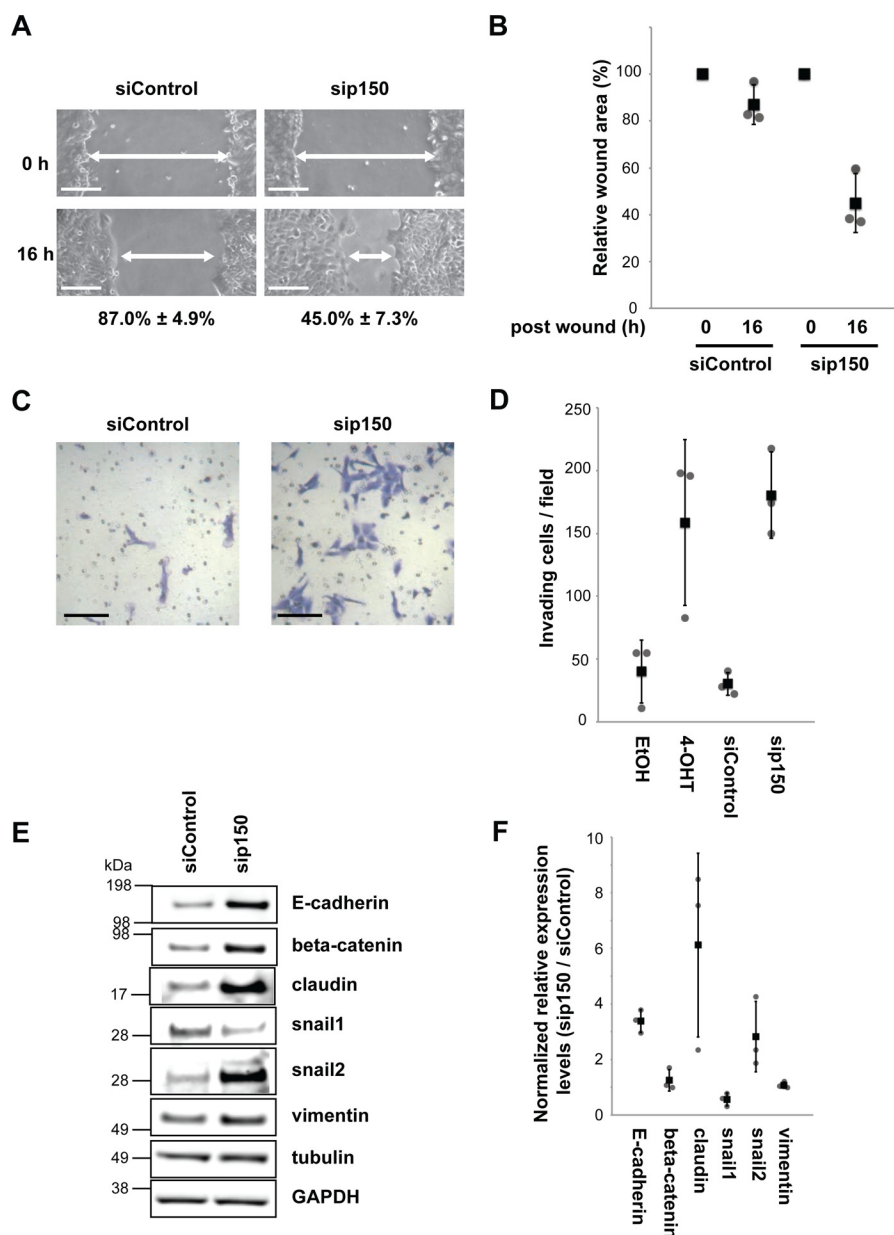 A
siControl
sip150
0 h
16 h
87.0% ± 4.9%
45.0% ± 7.3%
B
Relative wound area (%)
100
80
60
40
20
0
post wound (h)
0
16
0
16
siControl
sip150
C
siControl
sip150
D
Invading cells / field
250
200
150
100
50
0
EtOH
4-OHT
siControl
sip150
E
siControl
sip150
kDa
198
98
98
17
28
28
49
49
38
E-cadherin
beta-catenin
claudin
snail1
snail2
vimentin
tubulin
GAPDH
F
Normalized relative expression
levels (sip150 / siControl)
10
8
6
4
2
0
E-cadherin
beta-catenin
claudin
snail1
snail2
vimentin